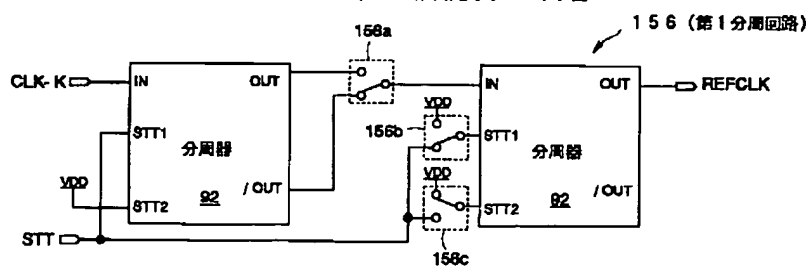 156 (第1分周回路)
156a
CLK-K
IN
OUT
STT1
分周器
VDD
STT2
92
/OUT
STT
VDD
156b
VDD
156c
IN
OUT
REFCLK
STT1
分周器
STT2
92
/OUT